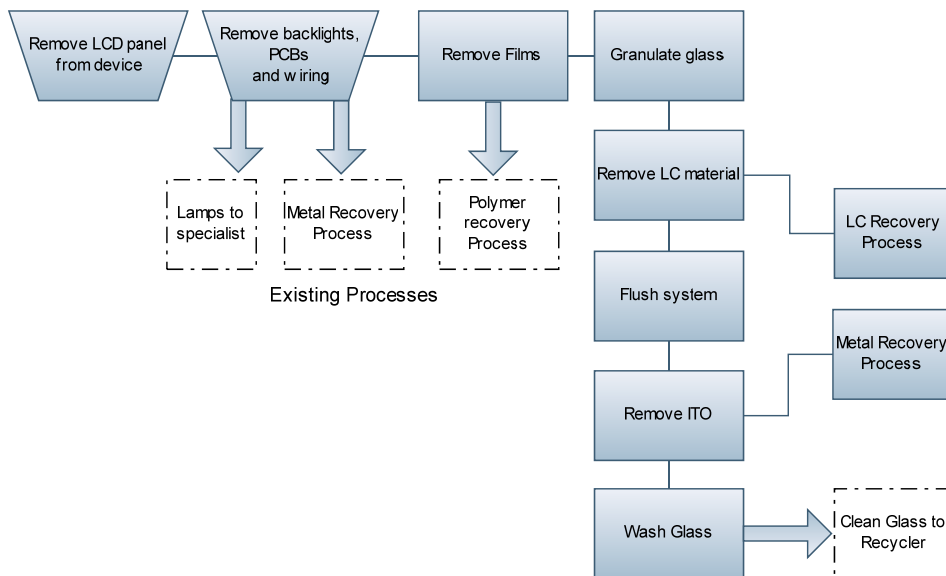 Remove LCD panel
from device
Remove backlights,
PCBs
and wiring
Remove Films
Granulate glass
Lamps to
specialist
Metal Recovery
Process
Polymer
recovery
Process
Existing Processes
Remove LC material
LC Recovery
Process
Flush system
Metal Recovery
Process
Remove ITO
Wash Glass
Clean Glass to
Recycler